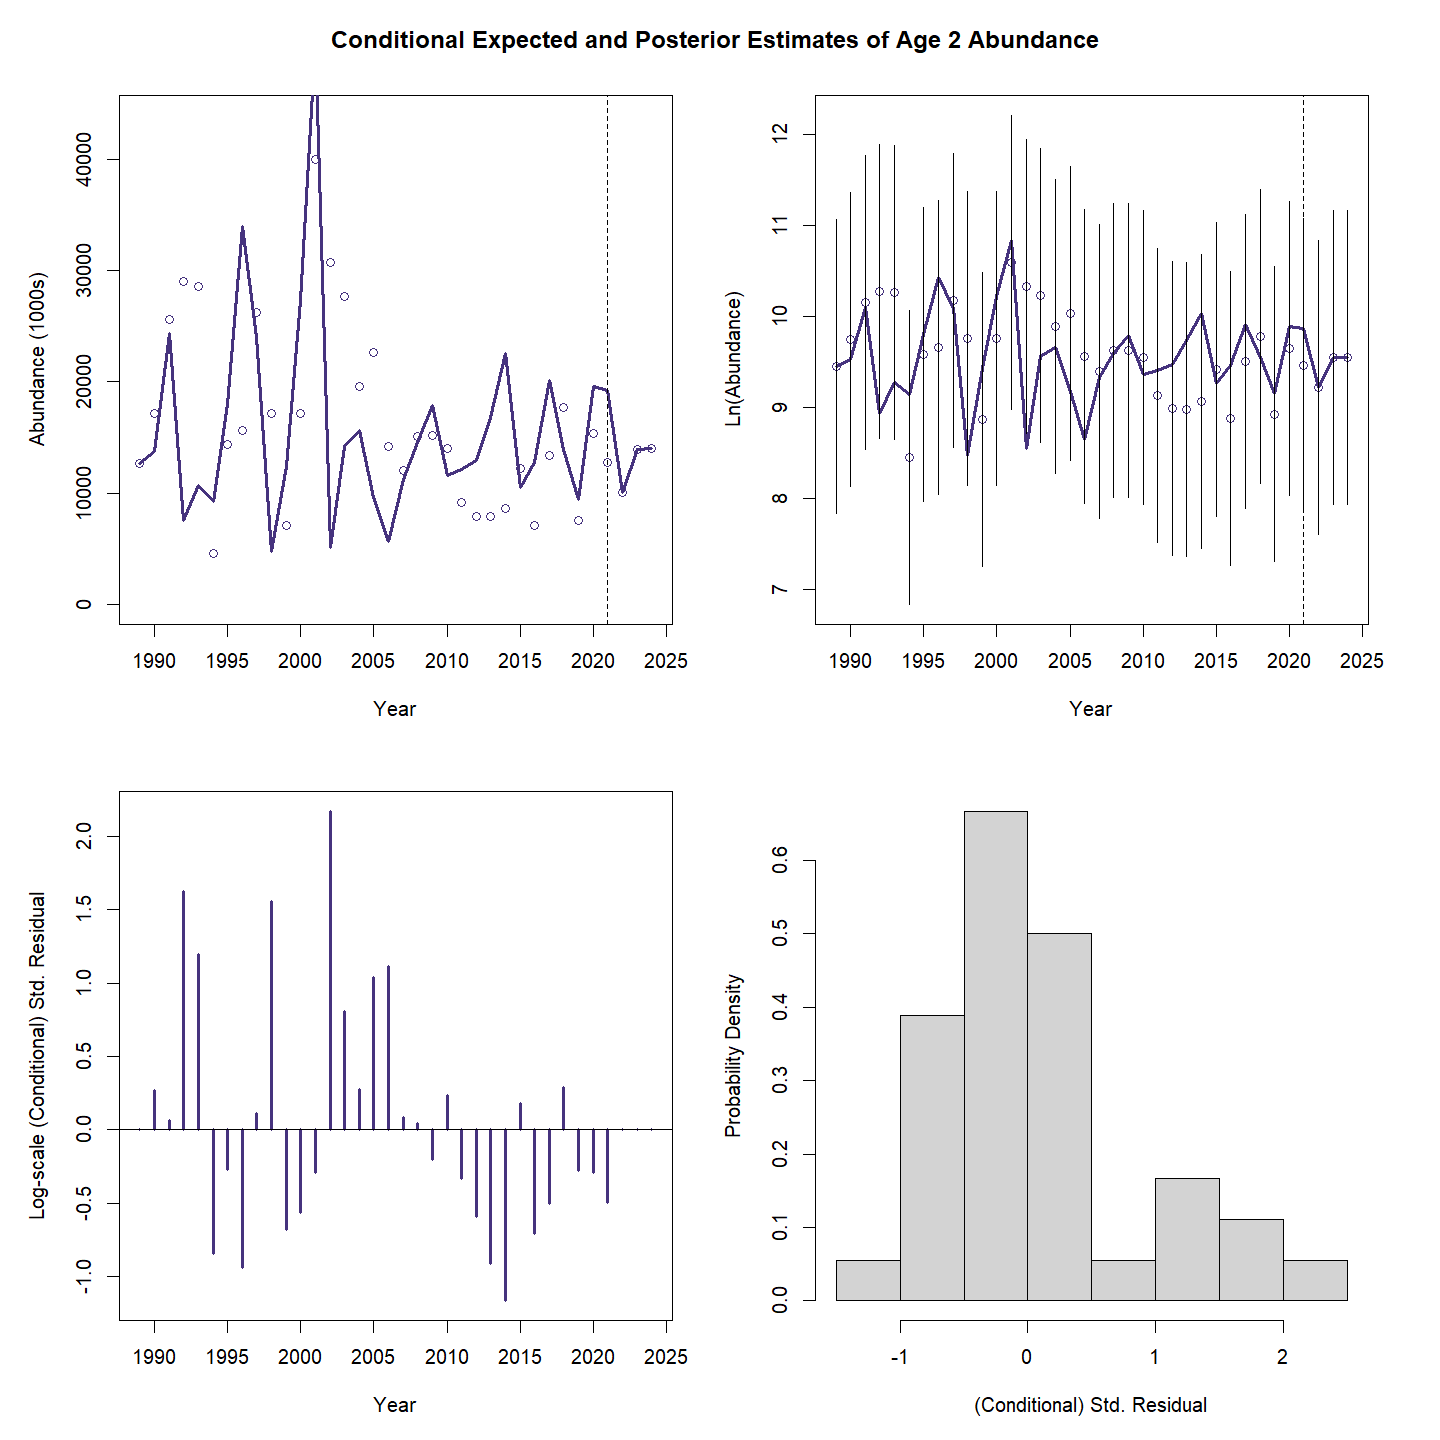 Conditional Expected and Posterior Estimates of Age 2 Abundance
Abundance (1000s)
0
10000
20000
30000
40000
1990 1995 2000 2005 2010 2015 2020 2025
Year
Ln(Abundance)
7
8
9
10
11
12
1990 1995 2000 2005 2010 2015 2020 2025
Year
Log-scale (Conditional) Std. Residual
-1.0
-0.5
0.0
0.5
1.0
1.5
2.0
1990 1995 2000 2005 2010 2015 2020 2025
Year
Probability Density
0.0
0.1
0.2
0.3
0.4
0.5
0.6
-1 0 1 2
(Conditional) Std. Residual